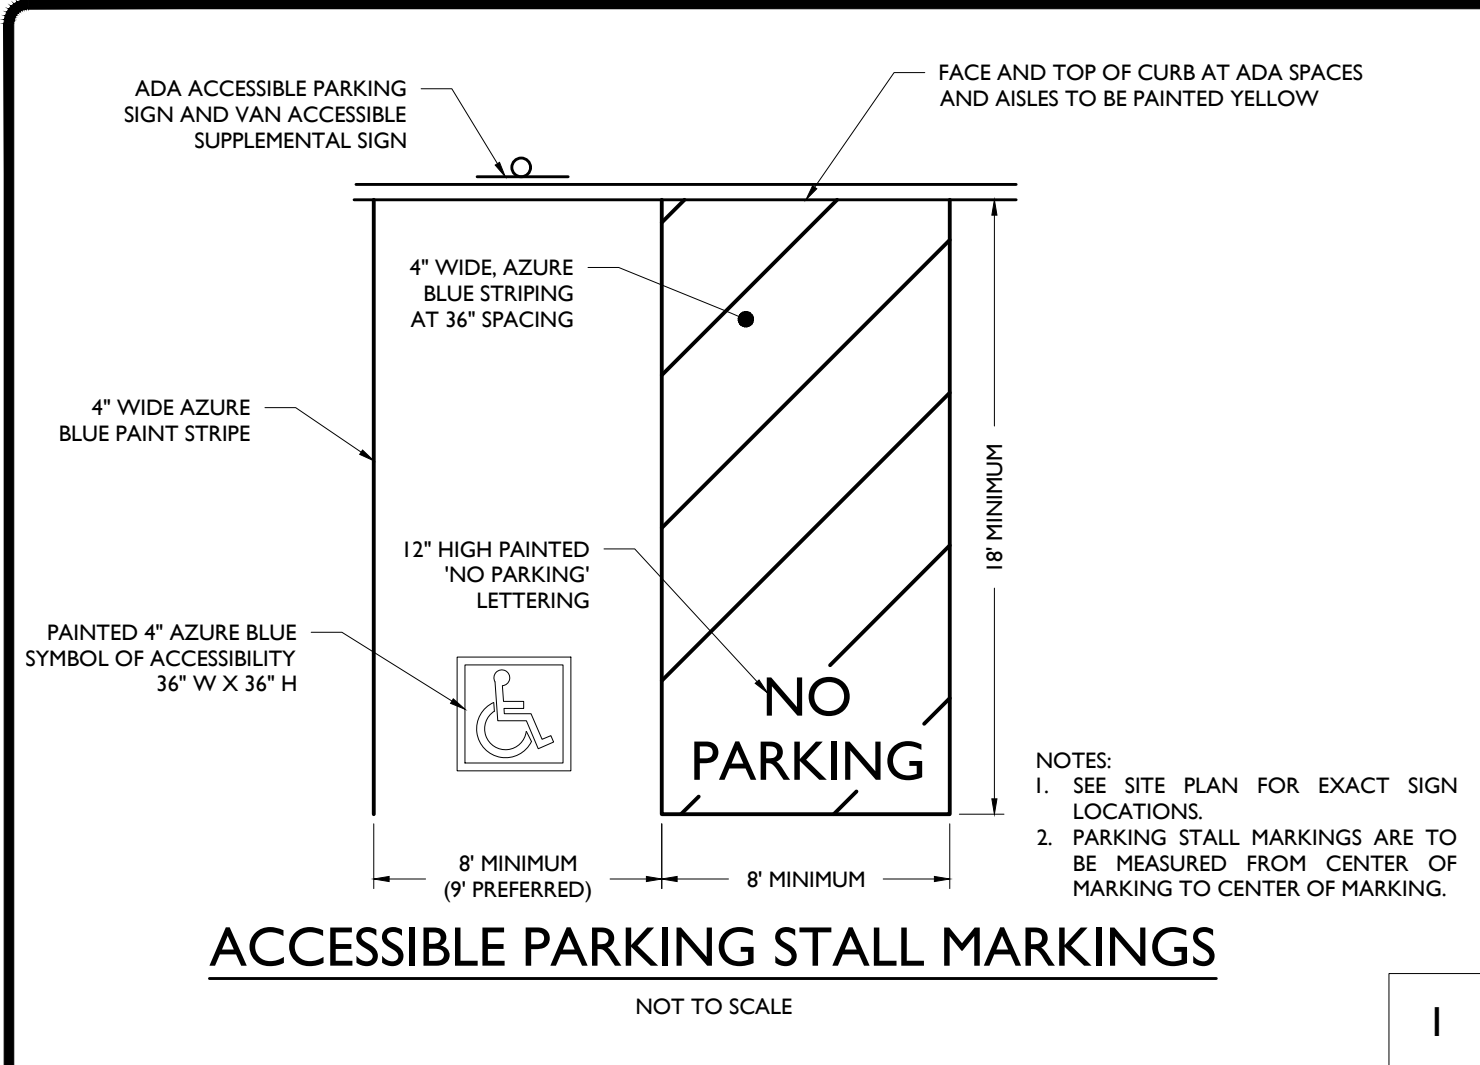 ADA ACCESSIBLE PARKING
SIGN AND VAN ACCESSIBLE
SUPPLEMENTAL SIGN
FACE AND TOP OF CURB AT ADA SPACES
AND AISLES TO BE PAINTED YELLOW
4" WIDE, AZURE
BLUE STRIPING
AT 36" SPACING
4" WIDE AZURE
BLUE PAINT STRIPE
18' MINIMUM
12" HIGH PAINTED
'NO PARKING'
LETTERING
PAINTED 4" AZURE BLUE
SYMBOL OF ACCESSIBILITY
36" W X 36" H
NO
PARKING
NOTES:
1. SEE SITE PLAN FOR EXACT SIGN
LOCATIONS.
2. PARKING STALL MARKINGS ARE TO
BE MEASURED FROM CENTER OF
MARKING TO CENTER OF MARKING.
8' MINIMUM
(9' PREFERRED)
8' MINIMUM
ACCESSIBLE PARKING STALL MARKINGS
NOT TO SCALE
1